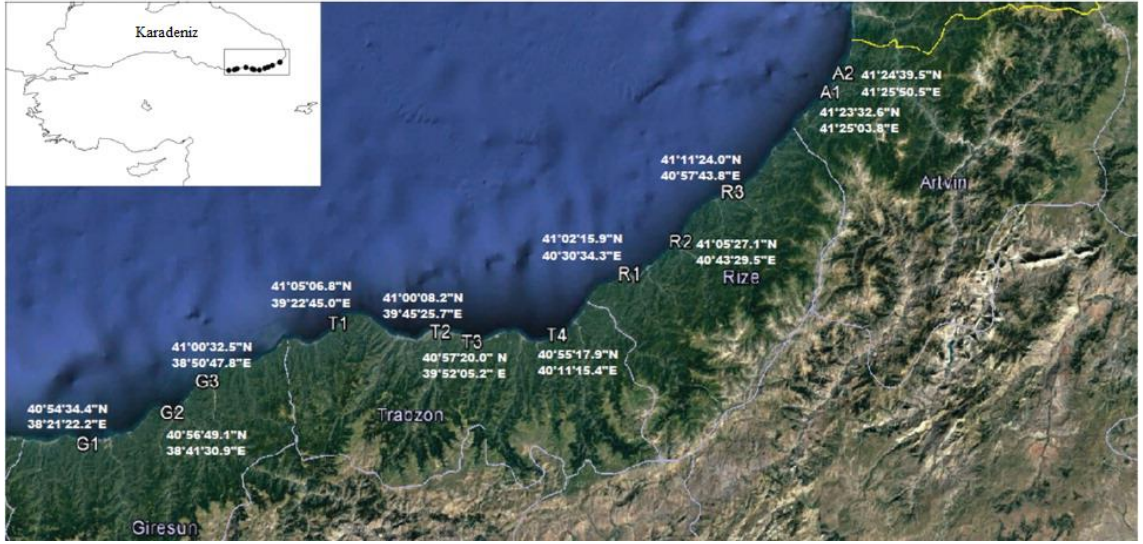 Karadeniz
A2
41°24'39.5"N
41°25'50.5"E
A1
41°23'32.6"N
41°25'03.8"E
41°11'24.0"N
40°57'43.8"E
R3
Artvin
41°02'15.9"N
40°30'34.3"E
R1
R2
41°05'27.1"N
40°43'29.5"E
Rize
41°05'06.8"N
39°22'45.0"E
T1
41°00'08.2"N
39°45'25.7"E
T2
T3
40°57'20.0" N
39°52'05.2" E
T4
40°55'17.9"N
40°11'15.4"E
41°00'32.5"N
38°50'47.8"E
G3
Trabzon
40°54'34.4"N
38°21'22.2"E
G1
G2
40°56'49.1"N
38°41'30.9"E
Giresun